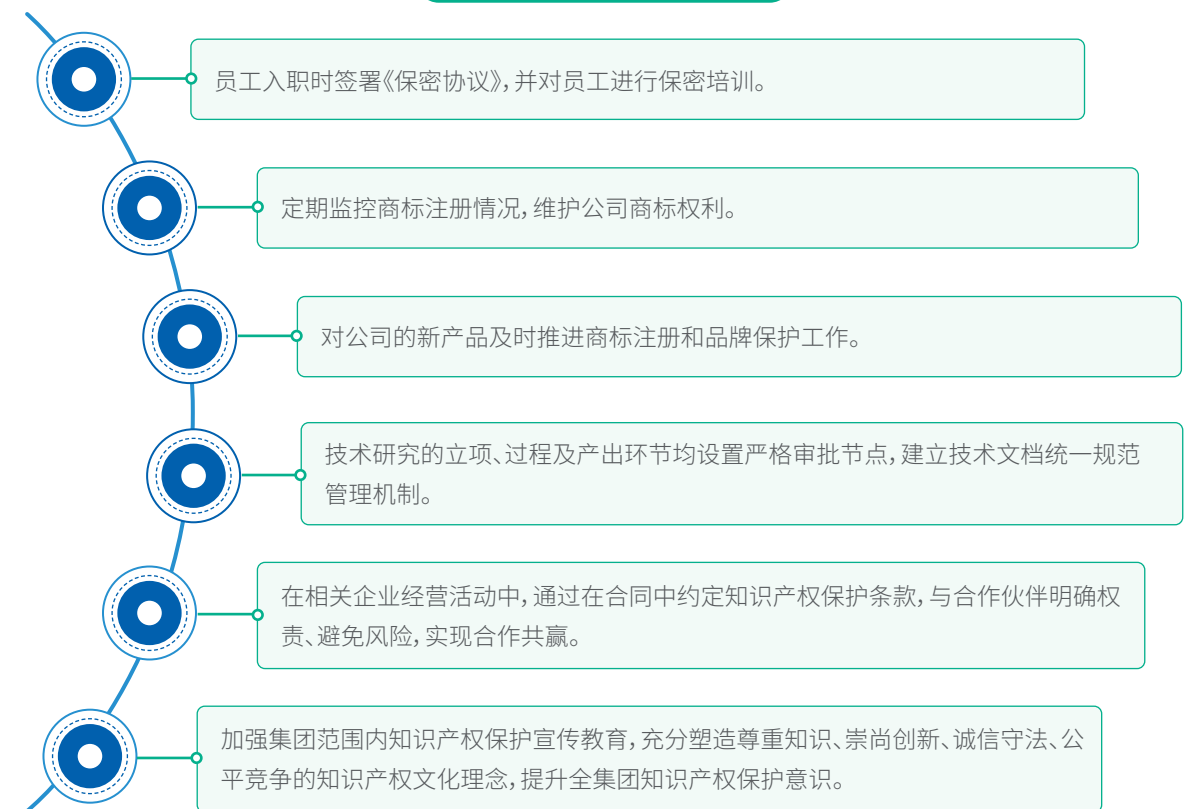 员工入职时签署《保密协议》，并对员工进行保密培训。
定期监控商标注册情况，维护公司商标权利。
对公司的新产品及时推进商标注册和品牌保护工作。
技术研究的立项、过程及产出环节均设置严格审批节点，建立技术文档统一规范
管理机制。
在相关企业经营活动中，通过在合同中约定知识产权保护条款，与合作伙伴明确权
责、避免风险，实现合作共赢。
加强集团范围内知识产权保护宣传教育，充分塑造尊重知识、崇尚创新、诚信守法、公
平竞争的知识产权文化理念，提升全集团知识产权保护意识。